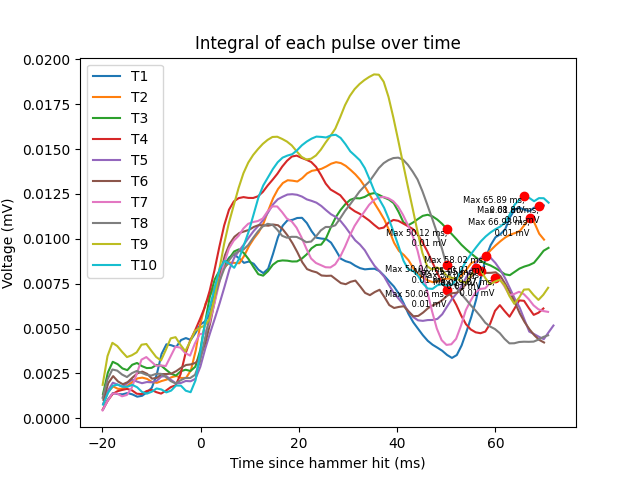 Integral of each pulse over time
0.0200
0.0175
0.0150
0.0125
0.0100
0.0075
0.0050
0.0025
0.0000
Voltage (mV)
T1
T2
T3
T4
T5
T6
T7
T8
T9
T10
Max 65.89 ms,
Max 66.96 ms,
0.01 mV
Max 50.12 ms,
0.01 mV
Max 58.02 ms,
Max 50.06 ms,
0.01 mV
0.01 mV
−20
0
20
40
60
Time since hammer hit (ms)